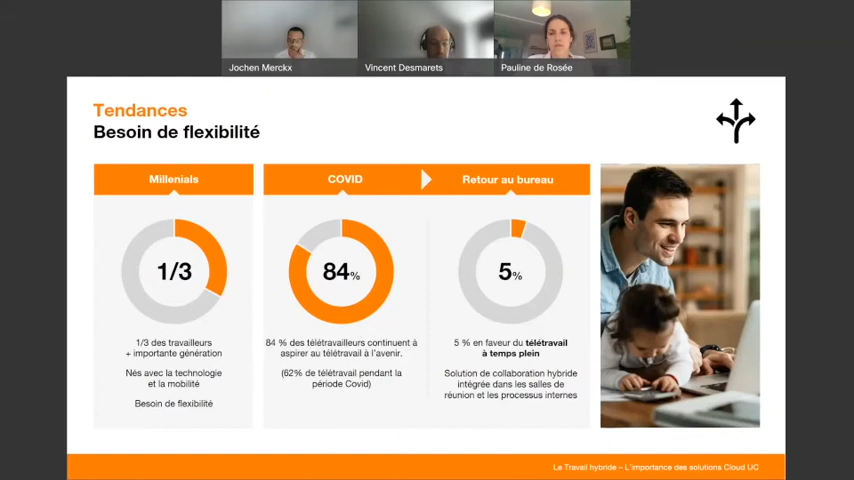 Jochen Merckx
Vincent Desmarets
Pauline de Rosée
Tendances
Besoin de flexibilité
Millenials
1/3
1/3 des travailleurs
+ importante génération
Nés avec la technologie
et la mobilité
Besoin de flexibilité
COVID
84%
84 % des télétravailleurs continuent à
aspirer au télétravail à l'avenir.
(62% de télétravail pendant la
période Covid)
Retour au bureau
5%
5 % en faveur du télétravail
à temps plein
Solution de collaboration hybride
intégrée dans les salles de
réunion et les processus internes
Le Travail hybride – L'importance des solutions Cloud UC